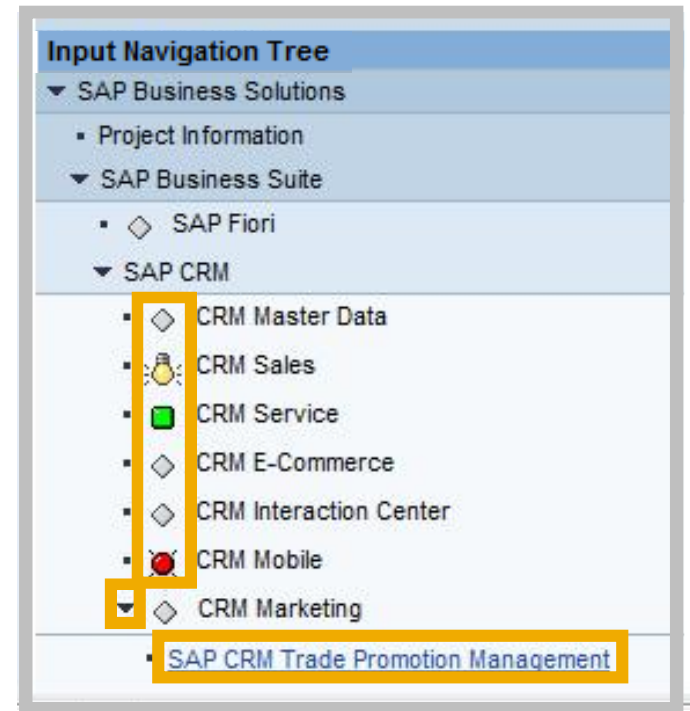 Input Navigation Tree
SAP Business Solutions
Project Information
SAP Business Suite
SAP Fiori
SAP CRM
CRM Master Data
CRM Sales
CRM Service
CRM E-Commerce
CRM Interaction Center
CRM Mobile
CRM Marketing
SAP CRM Trade Promotion Management